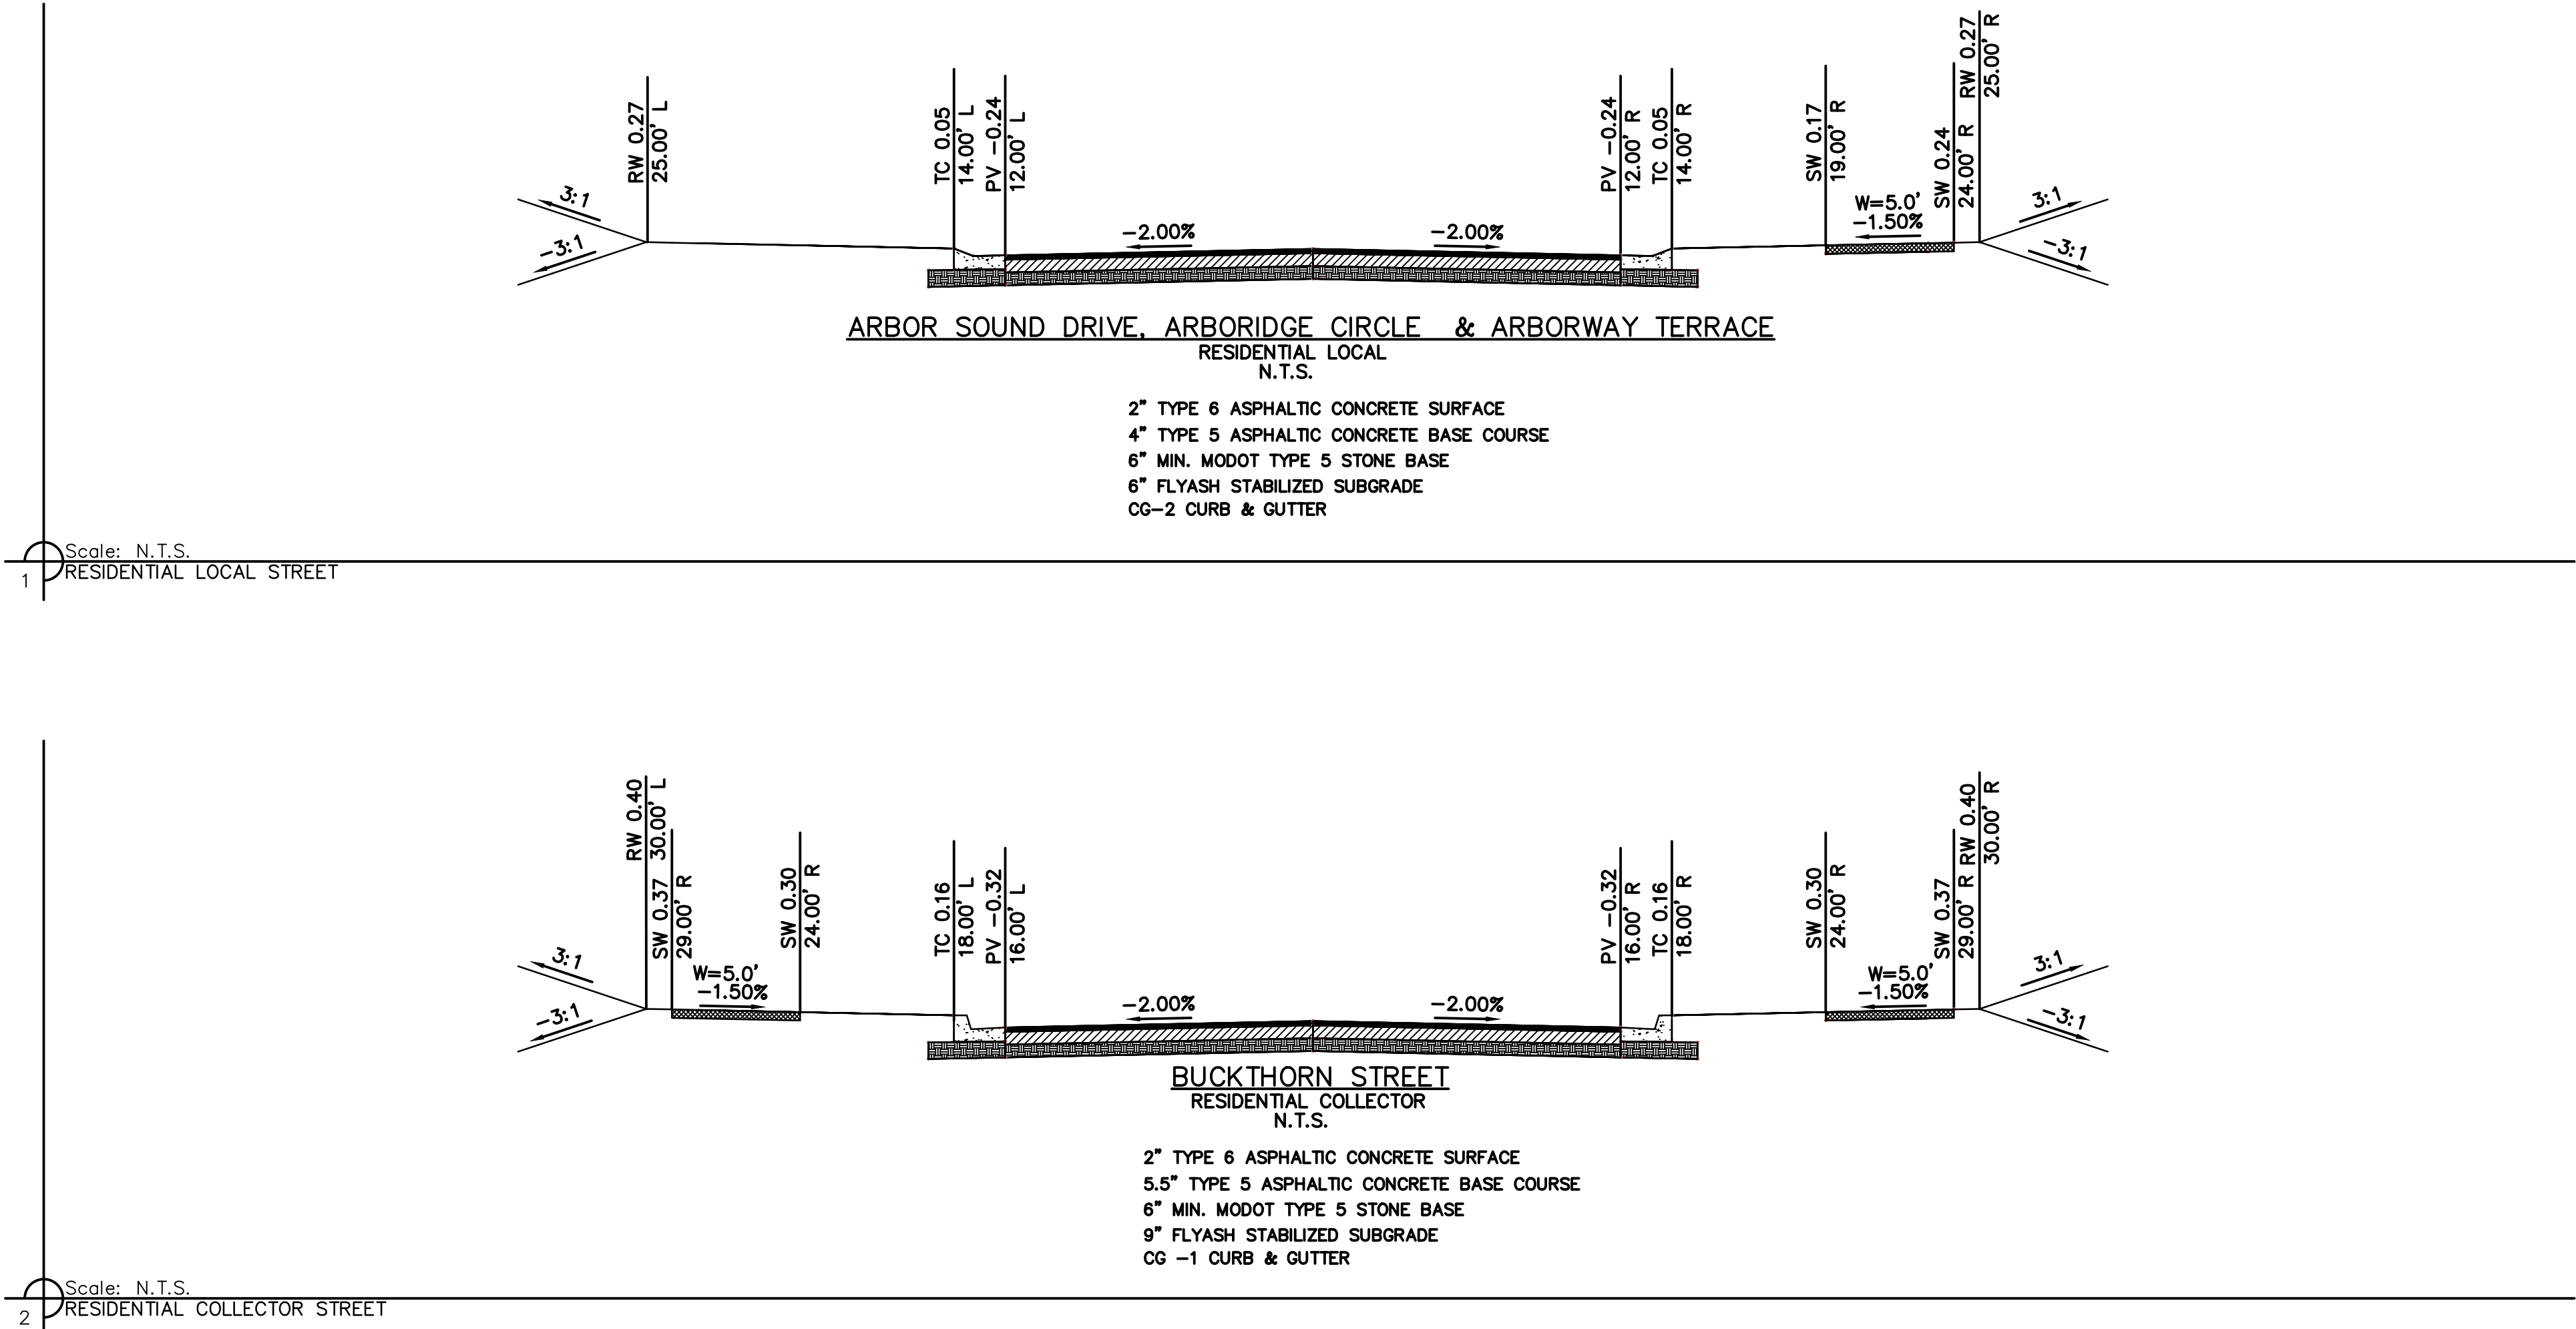 RW 0.27
25.00' L
TC 0.05
14.00' L
PV -0.24
12.00' L
PV -0.24
12.00' R
TC 0.05
14.00' R
SW 0.17
19.00' R
SW 0.24
24.00' R
RW 0.27
25.00' R
3:1
-3:1
-2.00%
-2.00%
W=5.0'
-1.50%
3:1
-3:1
ARBOR SOUND DRIVE, ARBORIDGE CIRCLE & ARBORWAY TERRACE
RESIDENTIAL LOCAL
N.T.S.
2" TYPE 6 ASPHALTIC CONCRETE SURFACE
4" TYPE 5 ASPHALTIC CONCRETE BASE COURSE
6" MIN. MODOT TYPE 5 STONE BASE
6" FLYASH STABILIZED SUBGRADE
CG-2 CURB & GUTTER
Scale: N.T.S.
1
RESIDENTIAL LOCAL STREET
RW 0.40
30.00' L
SW 0.37
29.00' R
SW 0.30
24.00' R
TC 0.16
18.00' L
PV -0.32
16.00' L
PV -0.32
16.00' R
TC 0.16
18.00' R
SW 0.30
24.00' R
SW 0.37
29.00' R
RW 0.40
30.00' R
3:1
-3:1
W=5.0'
-1.50%
-2.00%
-2.00%
W=5.0'
-1.50%
3:1
-3:1
BUCKTHORN STREET
RESIDENTIAL COLLECTOR
N.T.S.
2" TYPE 6 ASPHALTIC CONCRETE SURFACE
5.5" TYPE 5 ASPHALTIC CONCRETE BASE COURSE
6" MIN. MODOT TYPE 5 STONE BASE
9" FLYASH STABILIZED SUBGRADE
CG -1 CURB & GUTTER
Scale: N.T.S.
2
RESIDENTIAL COLLECTOR STREET